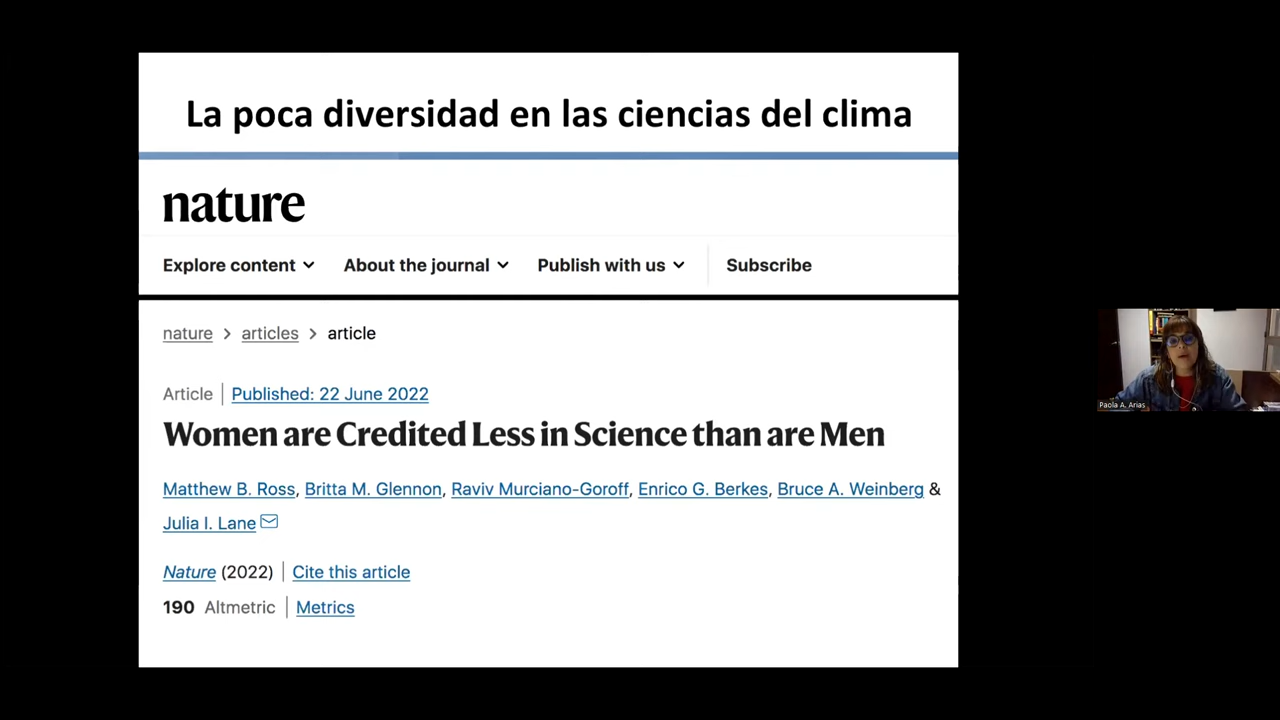 La poca diversidad en las ciencias del clima
nature
Explore content
About the journal
Publish with us
Subscribe
nature > articles > article
Article | Published: 22 June 2022
Women are Credited Less in Science than are Men
Matthew B. Ross, Britta M. Glennon, Raviv Murciano-Goroff, Enrico G. Berkes, Bruce A. Weinberg &
Julia I. Lane
Nature (2022) | Cite this article
190 Altmetric | Metrics
Paola A. Arias